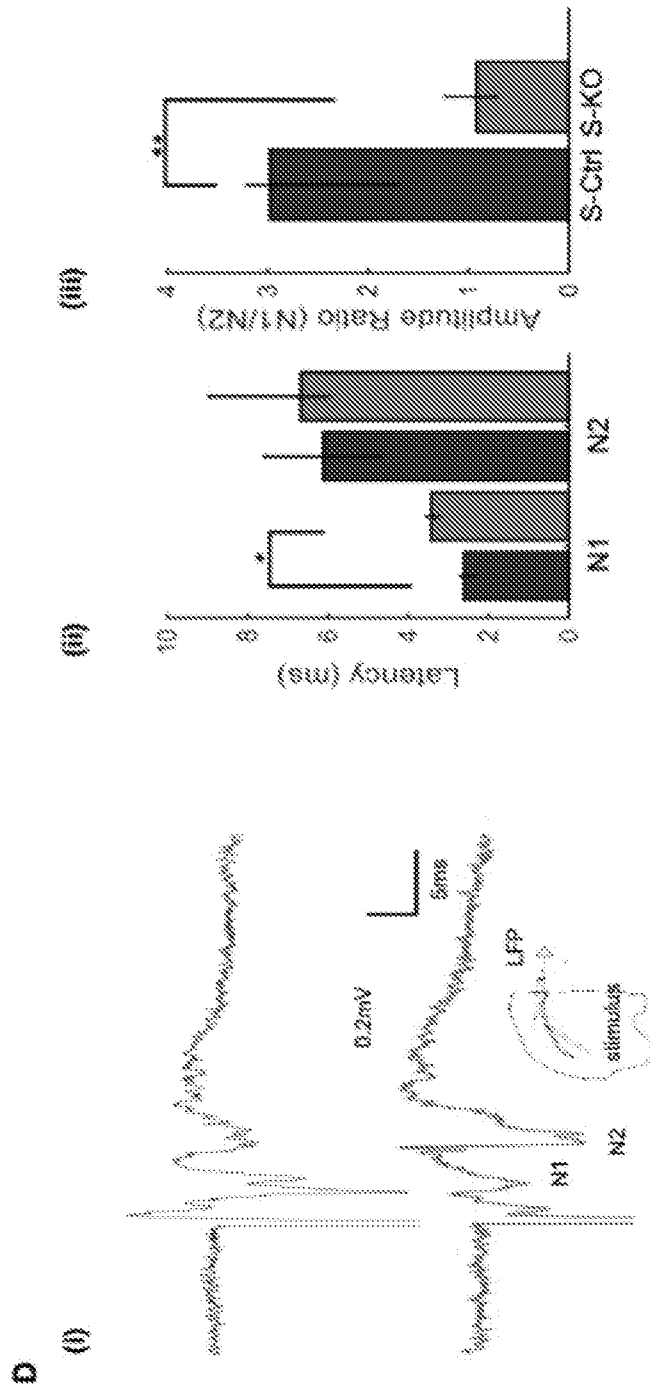 D
(i)
0.2mV
5ms
LFP
stimulus
N1
N2
(ii)
Latency (ms)
10
8
6
4
2
0
*
N1
N2
(iii)
Amplitude Ratio (N1/N2)
4
3
2
1
0
**
S-Ctrl S-KO